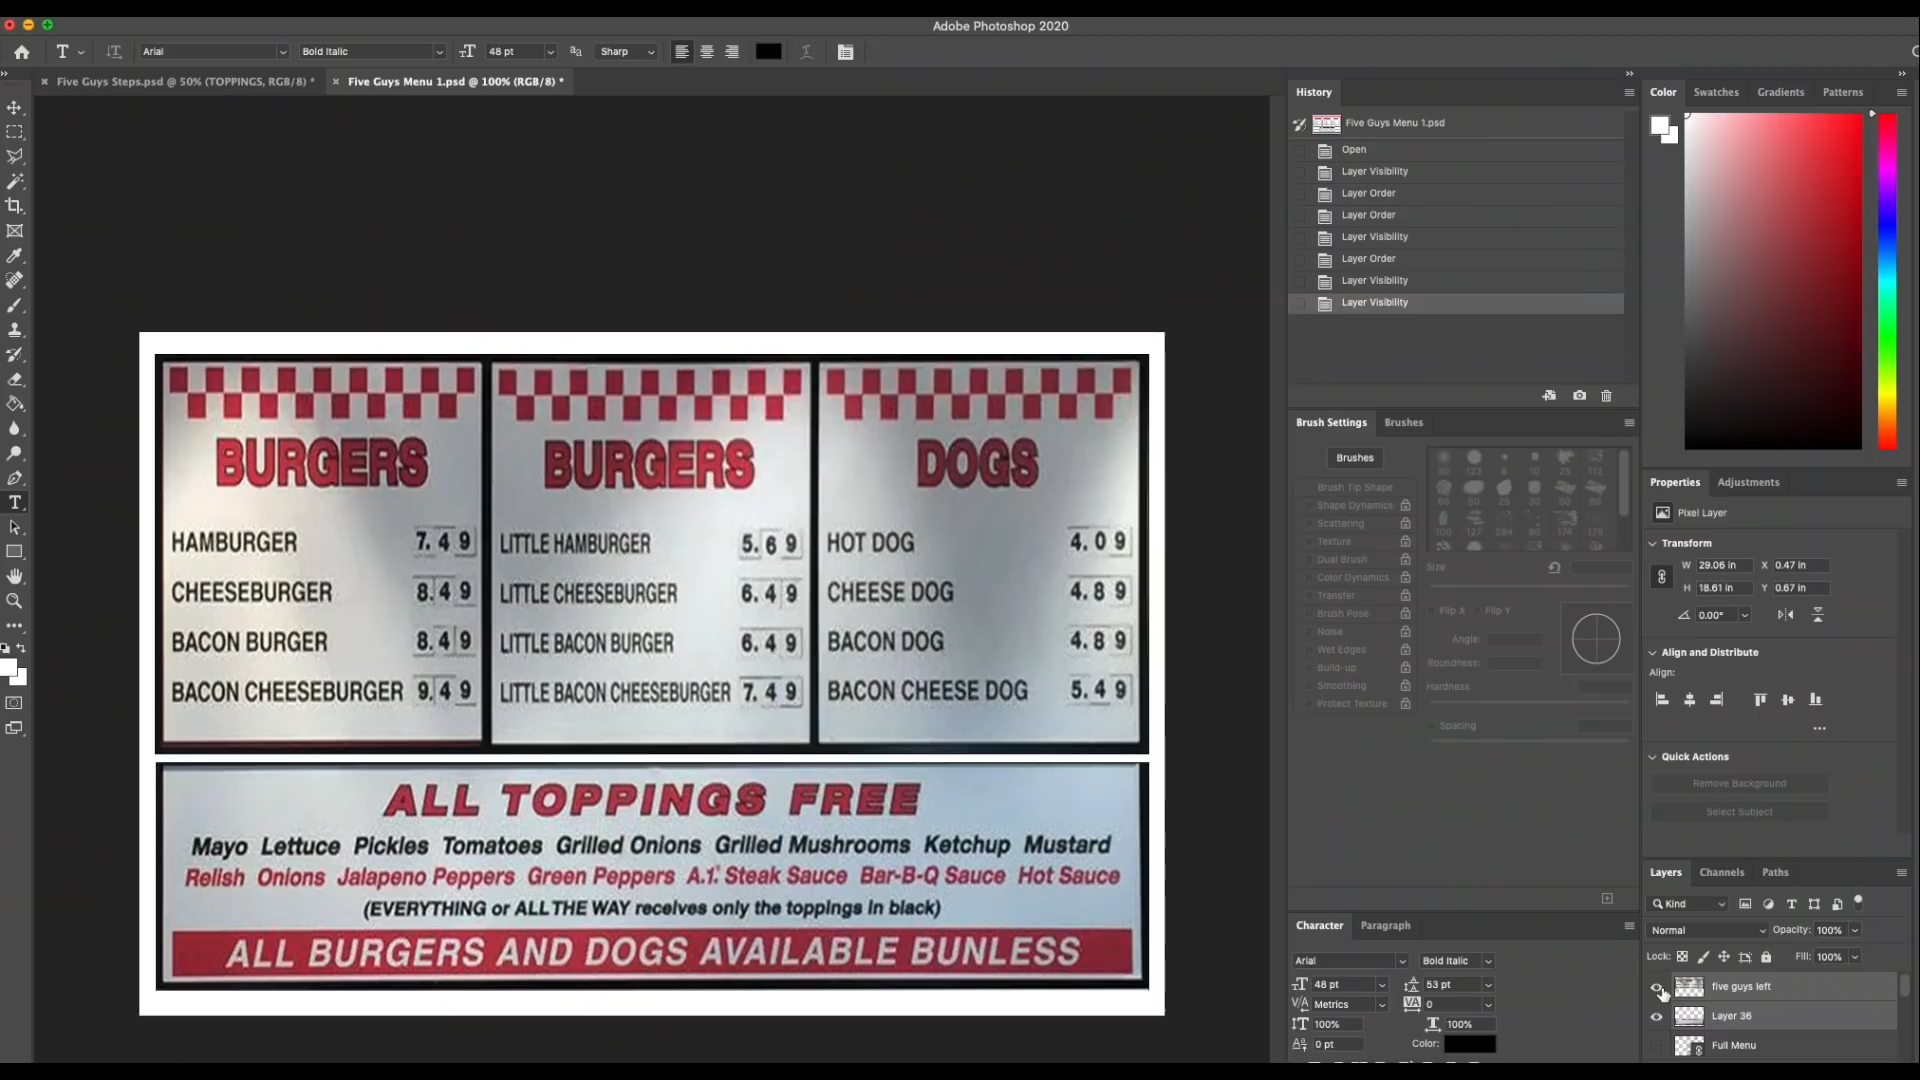 Adobe Photoshop 2020
Arial Bold Italic 48 pt Sharp
Five Guys Steps.psd @ 50% (TOPPINGS, RGB/8) * Five Guys Menu 1.psd @ 100% (RGB/8) *
History
Five Guys Menu 1.psd
Open
Layer Visibility
Layer Order
Layer Order
Layer Visibility
Layer Order
Layer Visibility
Layer Visibility
Color Swatches Gradients Patterns
BURGERS
HAMBURGER 7.49
CHEESEBURGER 8.49
BACON BURGER 8.49
BACON CHEESEBURGER 9.49
BURGERS
LITTLE HAMBURGER 5.69
LITTLE CHEESEBURGER 6.49
LITTLE BACON BURGER 6.49
LITTLE BACON CHEESEBURGER 7.49
DOGS
HOT DOG 4.09
CHEESE DOG 4.89
BACON DOG 4.89
BACON CHEESE DOG 5.49
ALL TOPPINGS FREE
Mayo Lettuce Pickles Tomatoes Grilled Onions Grilled Mushrooms Ketchup Mustard
Relish Onions Jalapeno Peppers Green Peppers A.1. Steak Sauce Bar-B-Q Sauce Hot Sauce
(EVERYTHING or ALL THE WAY receives only the toppings in black)
ALL BURGERS AND DOGS AVAILABLE BUNLESS
Brush Settings Brushes
Brushes
Brush Tip Shape
Shape Dynamics
Scattering
Texture
Dual Brush
Color Dynamics
Transfer
Brush Pose
Noise
Wet Edges
Build-up
Smoothing
Protect Texture
Size
Flip X Flip Y
Angle:
Roundness:
Hardness
Spacing
Properties Adjustments
Pixel Layer
Transform
W 29.06 in X 0.47 in
H 18.61 in Y 0.67 in
0.00°
Align and Distribute
Align:
Quick Actions
Remove Background
Select Subject
Character Paragraph
Arial Bold Italic
48 pt 53 pt
Metrics 0
100% 100%
0 pt Color:
Layers Channels Paths
Kind
Normal Opacity: 100%
Lock: Fill: 100%
five guys left
Layer 36
Full Menu